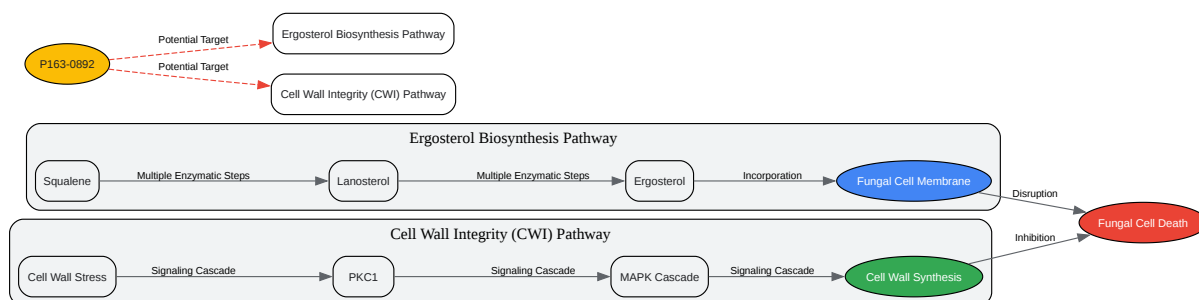 Potential Target
Ergosterol Biosynthesis Pathway
P163-0892
Potential Target
Cell Wall Integrity (CWI) Pathway
Ergosterol Biosynthesis Pathway
Squalene
Multiple Enzymatic Steps
Lanosterol
Multiple Enzymatic Steps
Ergosterol
Incorporation
Fungal Cell Membrane
Disruption
Fungal Cell Death
Cell Wall Integrity (CWI) Pathway
Inhibition
Cell Wall Stress
Signaling Cascade
PKC1
Signaling Cascade
MAPK Cascade
Signaling Cascade
Cell Wall Synthesis